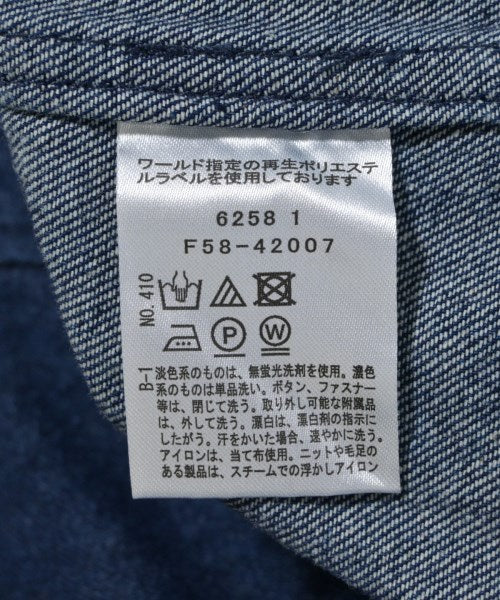 ワールド指定の再生ポリエステ
ルラベルを使用しております
6258 1
F58-42007
NO.410
P
W
B-1
淡色系のものは、無蛍光洗剤を使用。濃色
系のものは単品洗い。ボタン、ファスナー
等は、閉じて洗う。取り外し可能な附属品
は、外して洗う。漂白は、漂白剤の指示に
したがう。汗をかいた場合、速やかに洗う。
アイロンは、当て布使用。ニットや毛足の
ある製品は、スチームでの浮かしアイロン